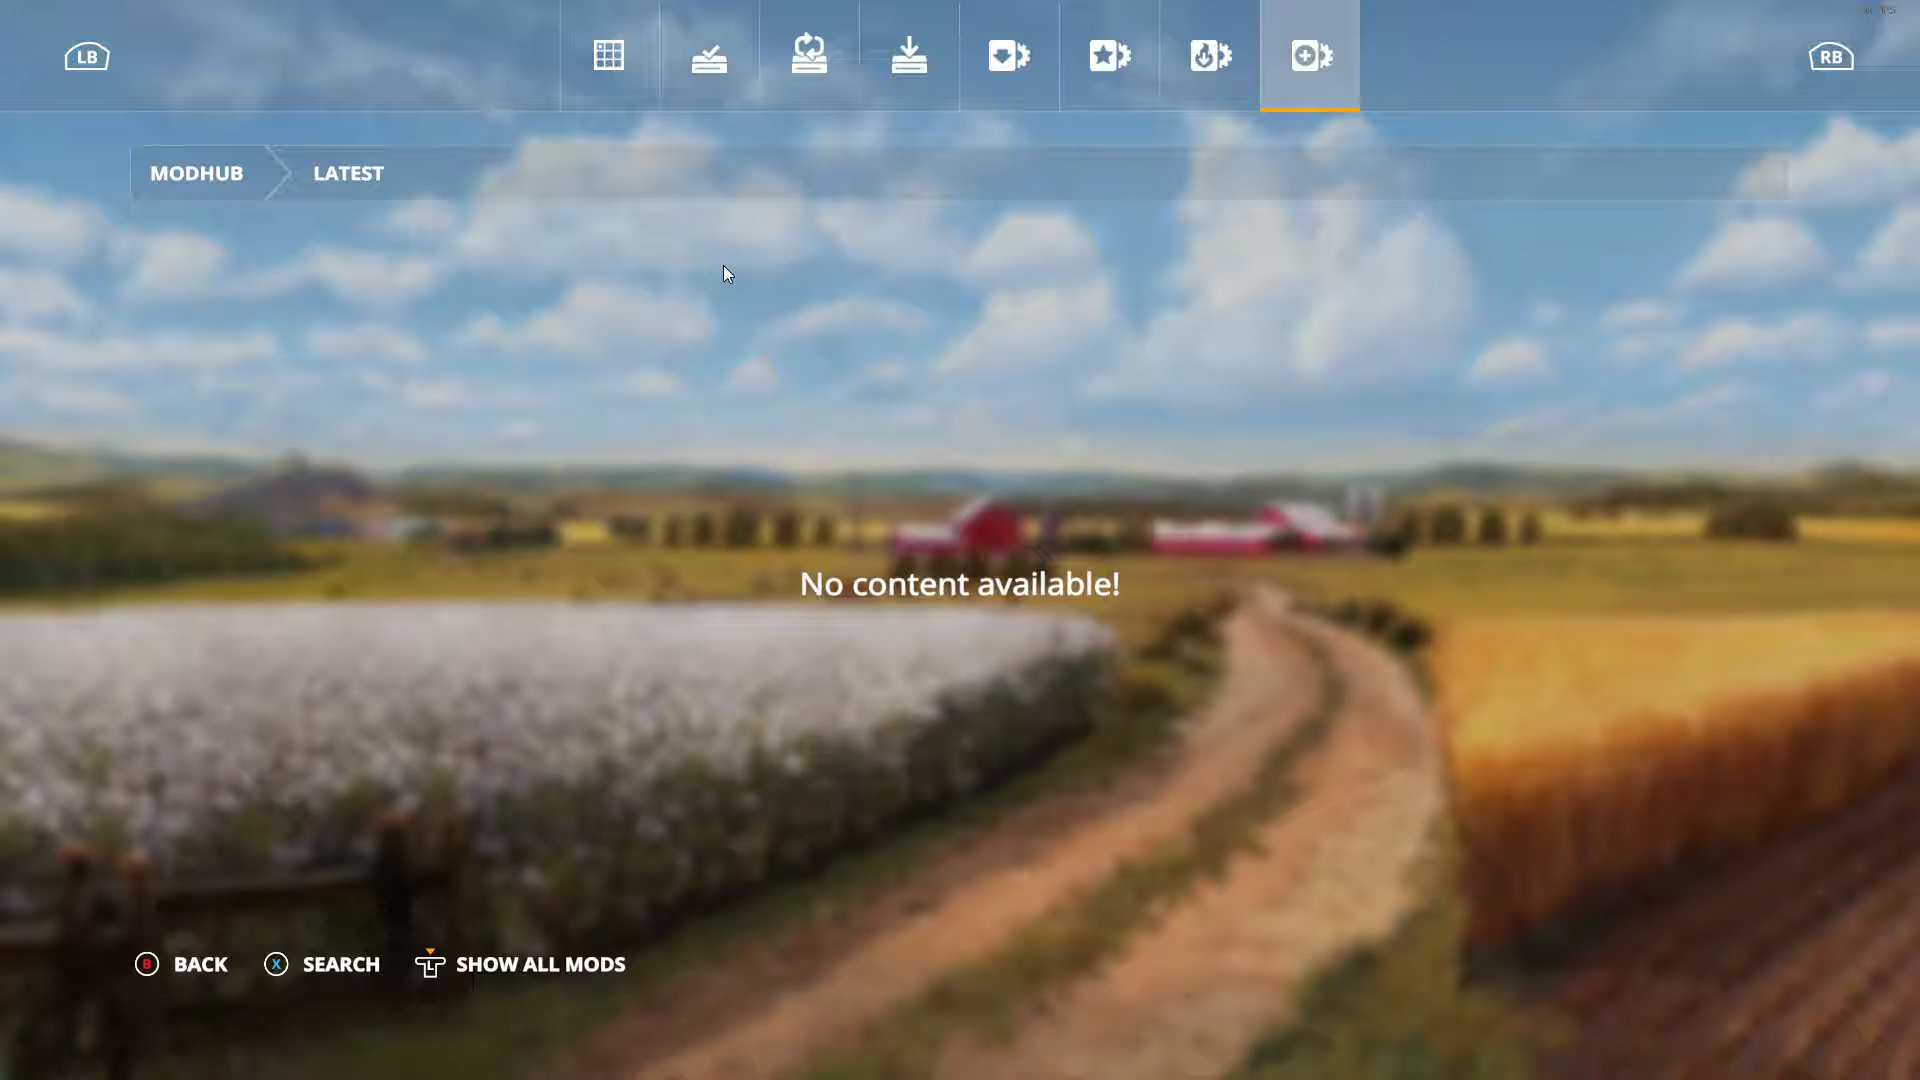 LB
RB
MODHUB
LATEST
No content available!
B BACK
X SEARCH
L SHOW ALL MODS